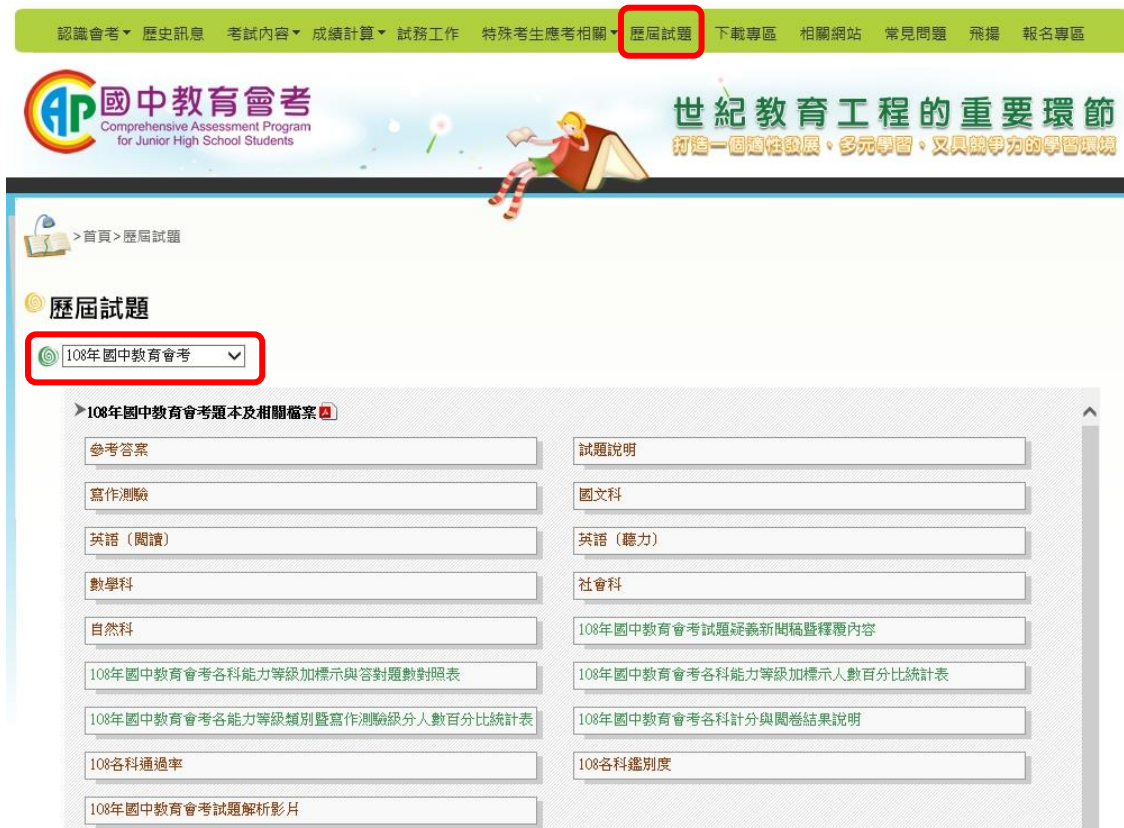 認識會考▼ 歷史訊息 考試內容▼ 成績計算▼ 試務工作 特殊考生應考相關▼ 歷屆試題 下載專區 相關網站 常見問題 飛揚 報名專區
AP國中教育會考
Comprehensive Assessment Program
for Junior High School Students
世紀教育工程的重要環節
打造一個適性發展、多元學習、又具競爭力的學習環境
>首頁>歷屆試題
歷屆試題
108年國中教育會考
108年國中教育會考題本及相關檔案
參考答案
試題說明
寫作測驗
國文科
英語（閱讀）
英語（聽力）
數學科
社會科
自然科
108年國中教育會考試題疑義新聞稿暨釋覆內容
108年國中教育會考各科能力等級加標示與答對題數對照表
108年國中教育會考各科能力等級加標示人數百分比統計表
108年國中教育會考各能力等級類別暨寫作測驗級分人數百分比統計表
108年國中教育會考各科計分與閱卷結果說明
108各科通過率
108各科鑑別度
108年國中教育會考試題解析影片